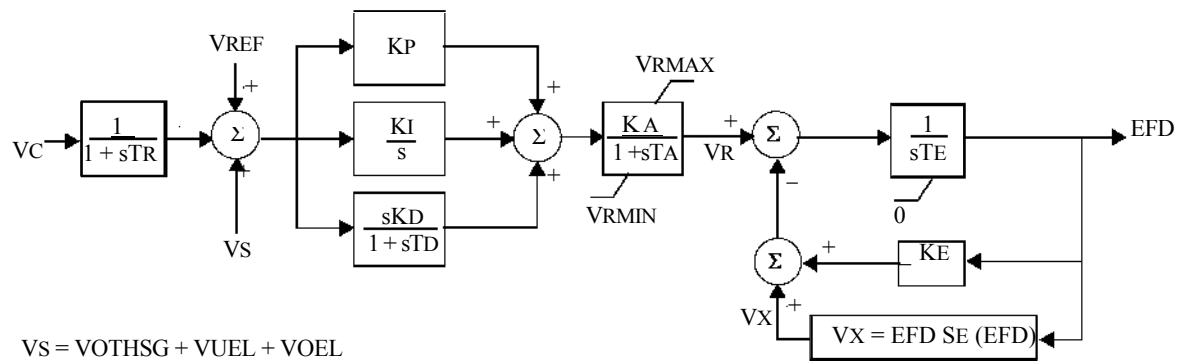 VREF
KP
VRMAX
VC
1
1 + sTR
Σ
KI
s
Σ
KA
1+sTA
VR
Σ
1
sTE
EFD
VRMIN
0
VS
sKD
1 + sTD
Σ
KE
VX
VX = EFD SE (EFD)
VS = VOTHSG + VUEL + VOEL
+
+
+
+
+
+
−
+
+